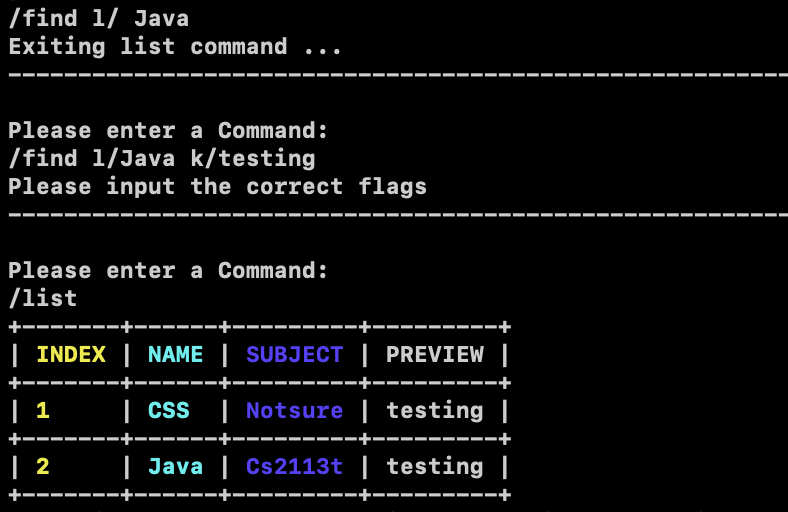 /find l/ Java
Exiting list command ...
--------------------------------------------------------
Please enter a Command:
/find l/Java k/testing
Please input the correct flags
--------------------------------------------------------
Please enter a Command:
/list
+-------+------+---------+---------+
| INDEX | NAME | SUBJECT | PREVIEW |
+-------+------+---------+---------+
| 1     | CSS  | Notsure | testing |
+-------+------+---------+---------+
| 2     | Java | Cs2113t | testing |
+-------+------+---------+---------+